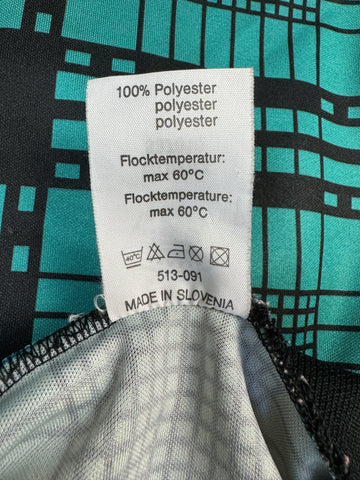 100% Polyester
polyester
polyester
Flocktemperatur:
max 60°C
Flocktemperature:
max 60°C
40°C
513-091
MADE IN SLOVENIA